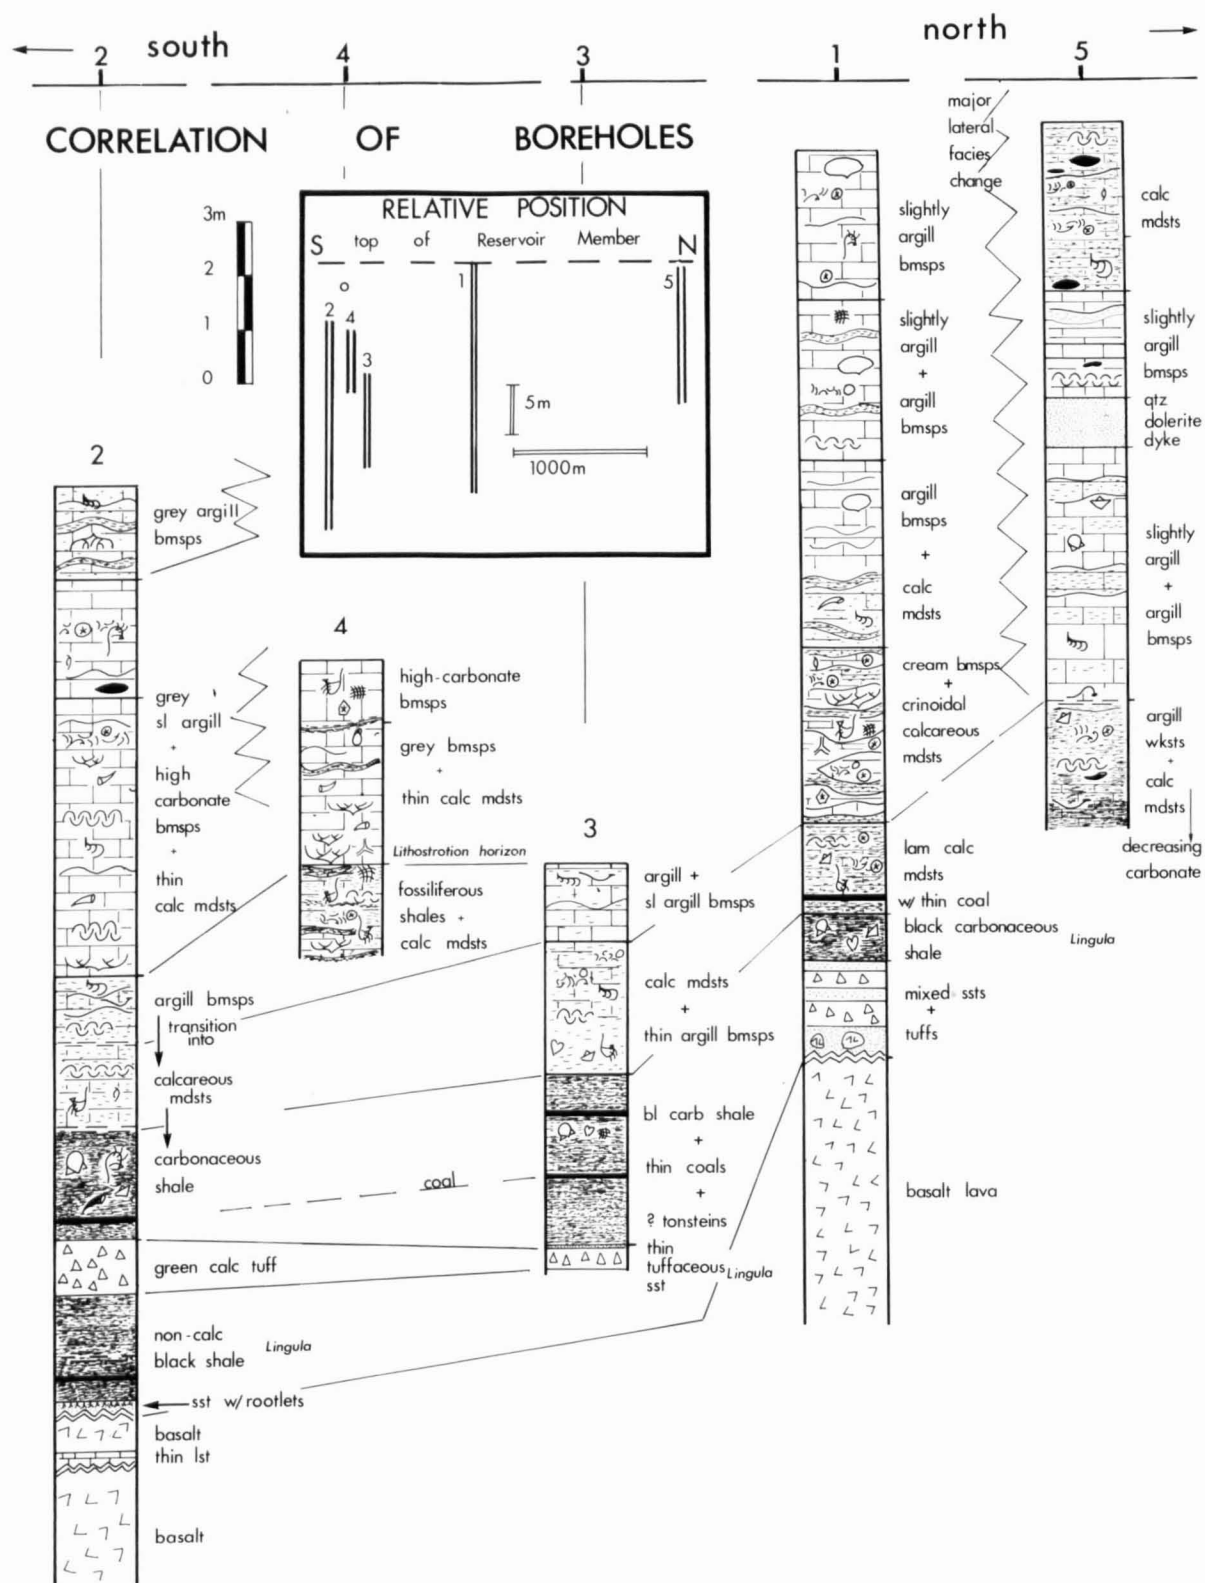 south
north
2
4
3
1
5
CORRELATION OF BOREHOLES
3m
2
1
0
RELATIVE POSITION
S top of Reservoir Member N
2
4
3
1
5
5m
1000m
2
grey argill
bmsps
grey
sl argill
+
high
carbonate
bmsps
+
thin
calc mdsts
argill bmsps
transition
into
calcareous
mdsts
carbonaceous
shale
green calc tuff
non-calc
black shale
Lingula
sst w/ rootlets
basalt
thin lst
basalt
4
high-carbonate
bmsps
grey bmsps
+
thin calc mdsts
Lithostrotion horizon
fossiliferous
shales +
calc mdsts
coal
3
argill +
sl argill bmsps
calc mdsts
+
thin argill bmsps
bl carb shale
+
thin coals
+
? tonsteins
thin
tuffaceous
sst
Lingula
slightly
argill
bmsps
slightly
argill
+
argill
bmsps
argill
bmsps
+
calc
mdsts
cream bmsps
+
crinoidal
calcareous
mdsts
lam calc
mdsts
w/ thin coal
black carbonaceous
shale
Lingula
mixed ssts
+
tuffs
basalt lava
major
lateral
facies
change
calc
mdsts
slightly
argill
bmsps
qtz
dolerite
dyke
slightly
argill
+
argill
bmsps
argill
wksts
+
calc
mdsts
decreasing
carbonate